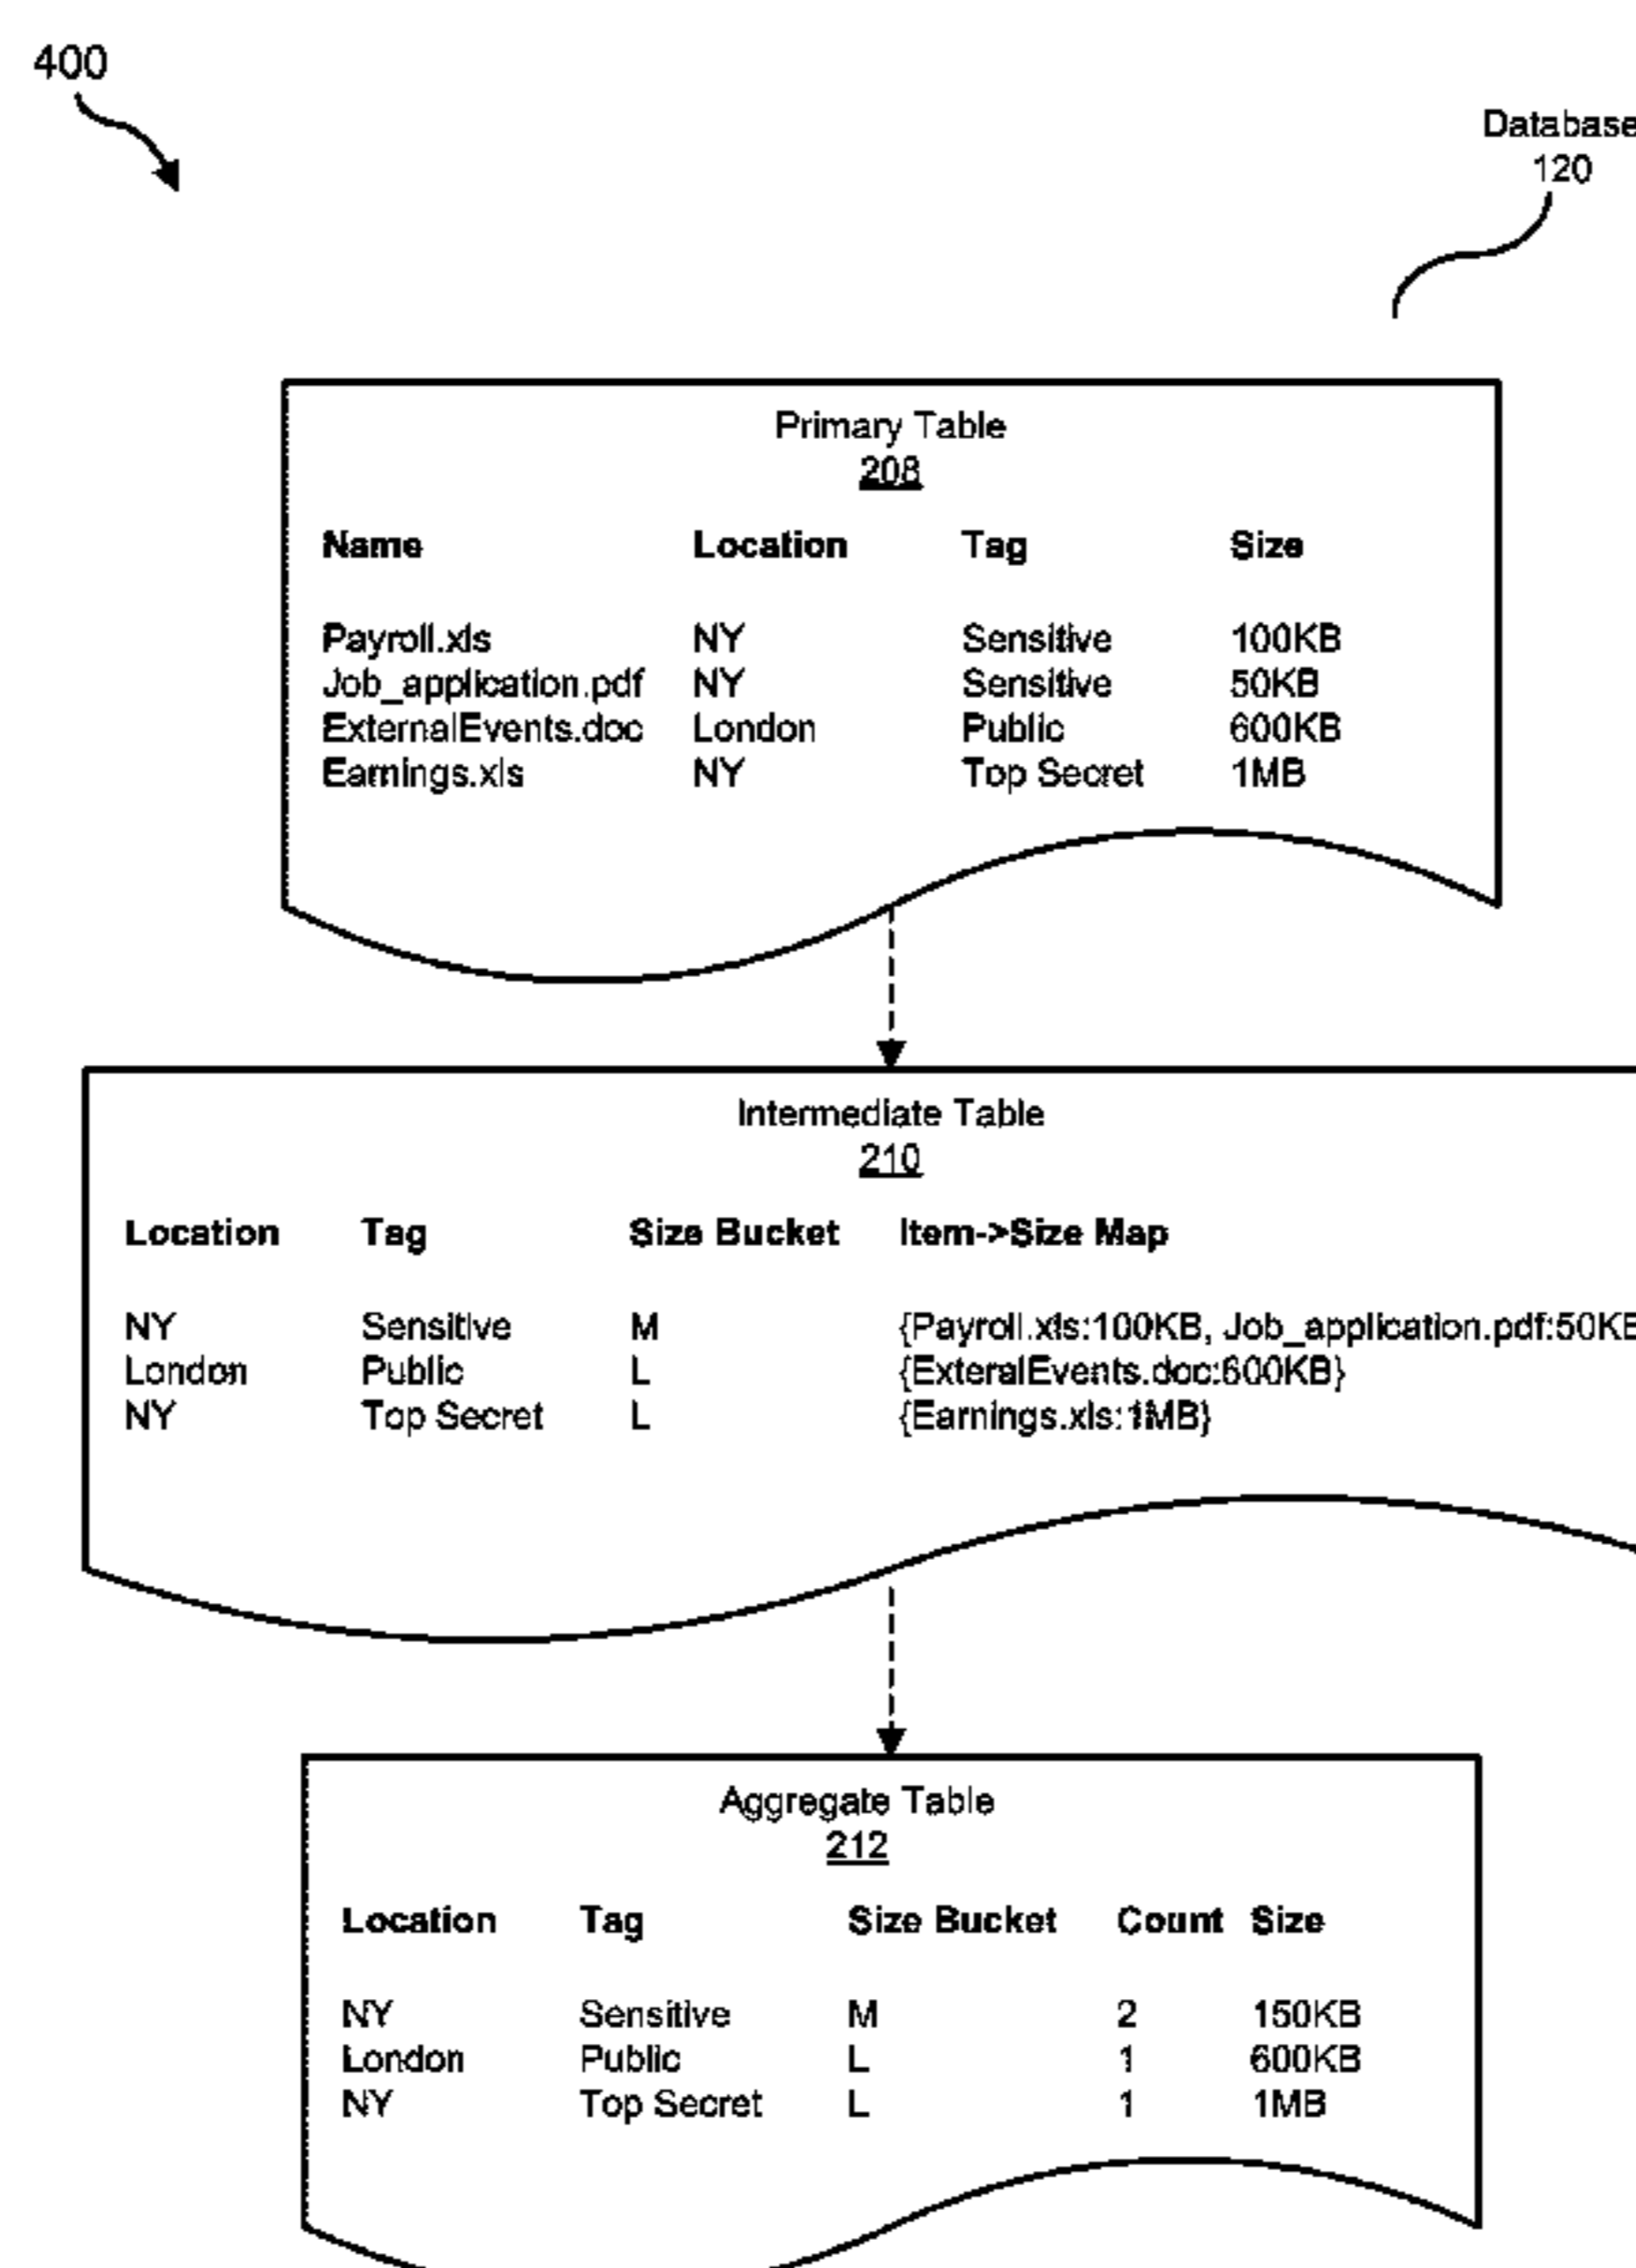 400
Database
120
Primary Table
208
Name Location Tag Size
Payroll.xls NY Sensitive 100KB
Job_application.pdf NY Sensitive 50KB
ExternalEvents.doc London Public 600KB
Earnings.xls NY Top Secret 1MB
Intermediate Table
210
Location Tag Size Bucket Item->Size Map
NY Sensitive M {Payroll.xls:100KB, Job_application.pdf:50KB
London Public L {ExteralEvents.doc:600KB}
NY Top Secret L {Earnings.xls:1MB}
Aggregate Table
212
Location Tag Size Bucket Count Size
NY Sensitive M 2 150KB
London Public L 1 600KB
NY Top Secret L 1 1MB